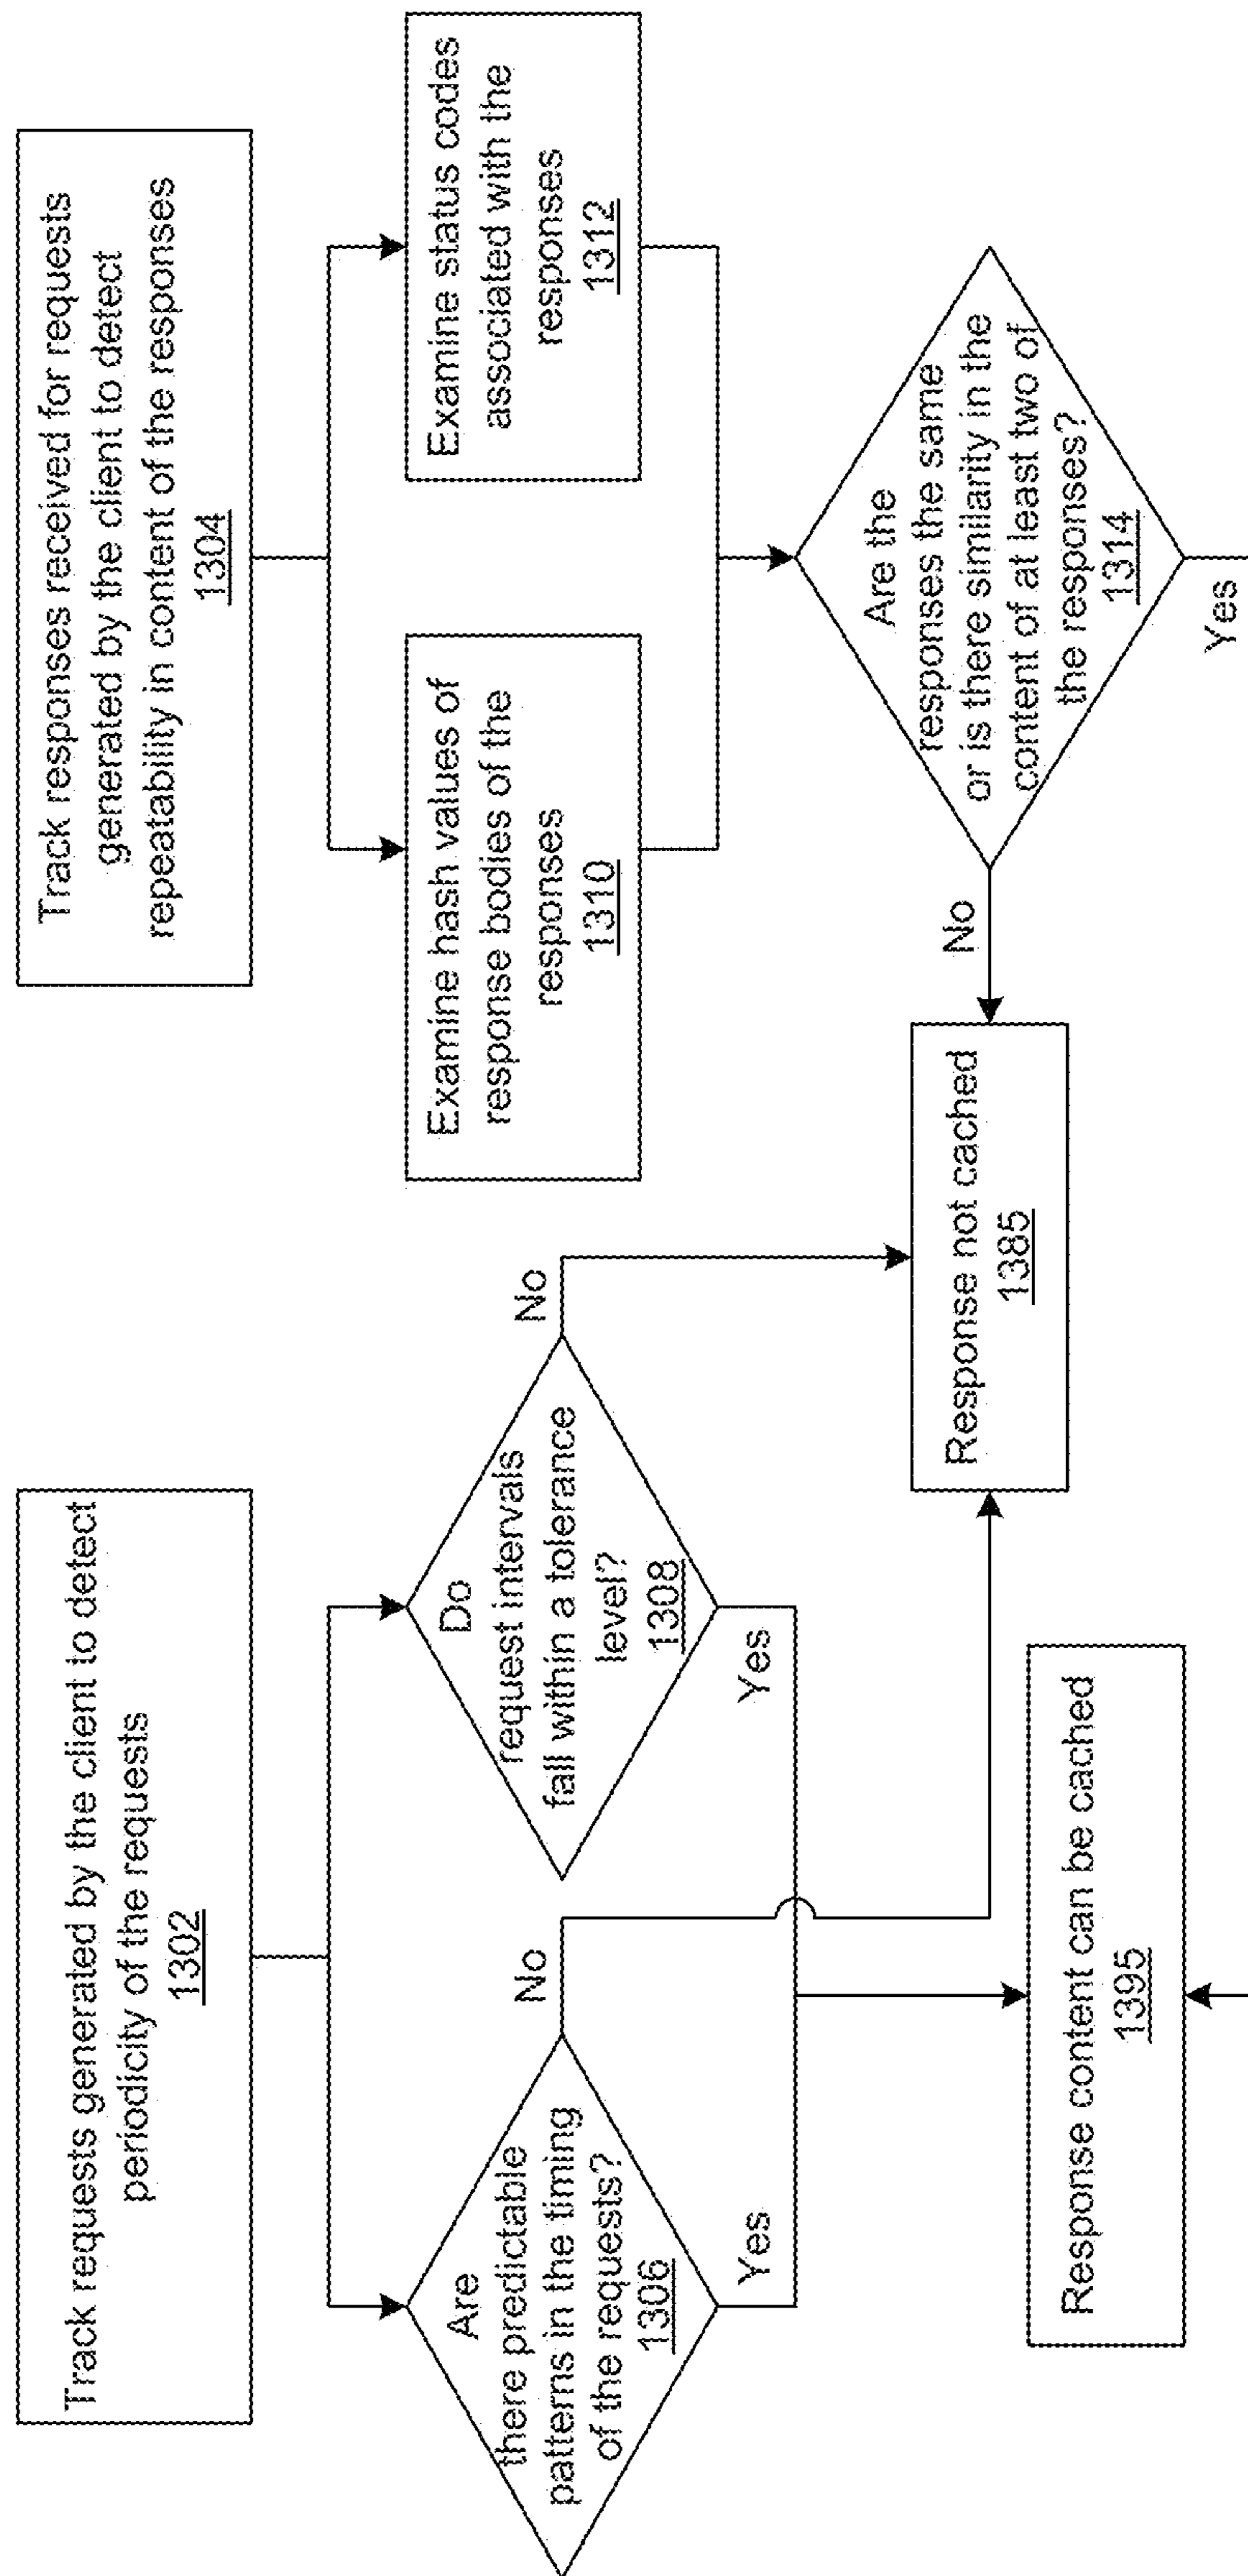 Track requests generated by the client to detect
periodicity of the requests
1302
Are
there predictable
patterns in the timing
of the requests?
1306
No
Yes
Do
request intervals
fall within a tolerance
level?
1308
No
Yes
Response content can be cached
1395
Response not cached
1385
Track responses received for requests
generated by the client to detect
repeatability in content of the responses
1304
Examine hash values of
response bodies of the
responses
1310
Examine status codes
associated with the
responses
1312
Are the
responses the same
or is there similarity in the
content of at least two of
the responses?
1314
No
Yes